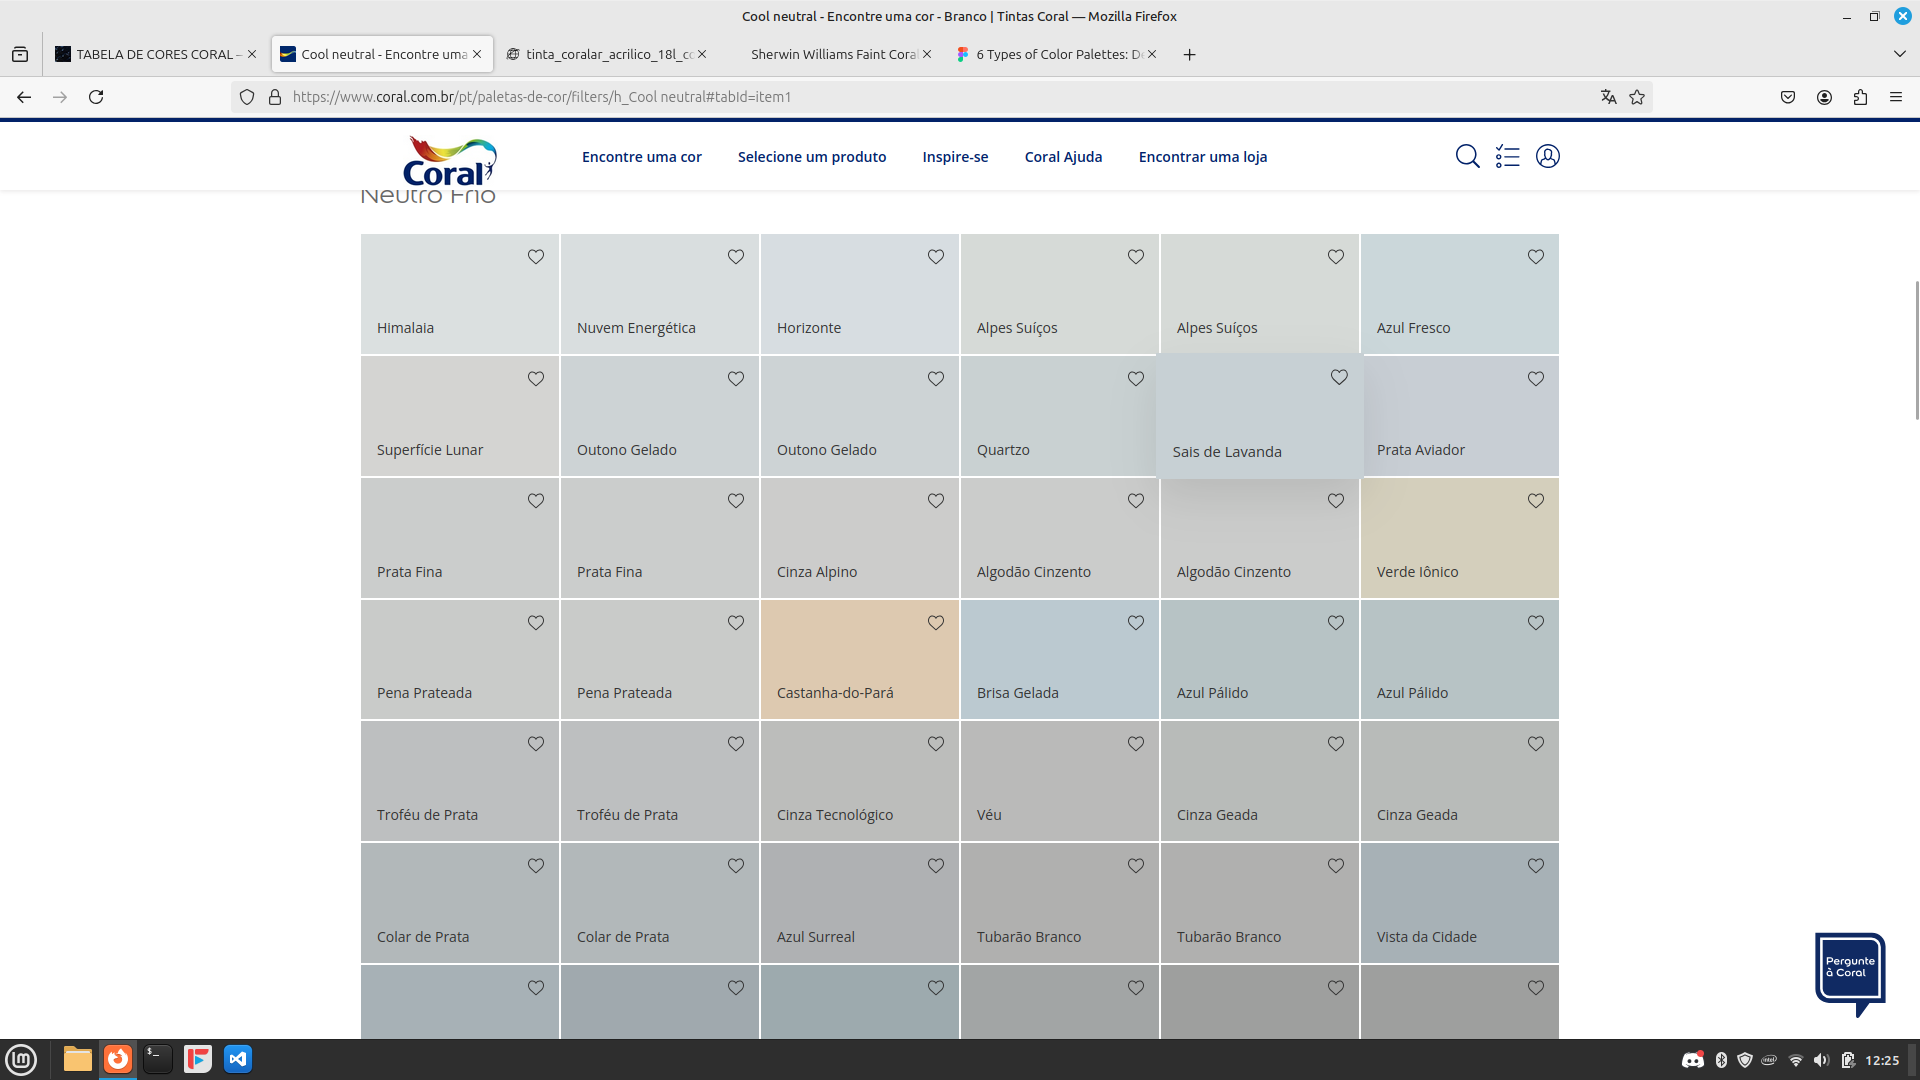 Cool neutral - Encontre uma cor - Branco | Tintas Coral — Mozilla Firefox
TABELA DE CORES CORAL –
Cool neutral - Encontre uma
tinta_coralar_acrilico_18l_cc
Sherwin Williams Faint Coral
6 Types of Color Palettes: De
https://www.coral.com.br/pt/paletas-de-cor/filters/h_Cool neutral#tabId=item1
Coral
Encontre uma cor
Selecione um produto
Inspire-se
Coral Ajuda
Encontrar uma loja
Neutro Frio
Himalaia
Nuvem Energética
Horizonte
Alpes Suíços
Alpes Suíços
Azul Fresco
Superfície Lunar
Outono Gelado
Outono Gelado
Quartzo
Sais de Lavanda
Prata Aviador
Prata Fina
Prata Fina
Cinza Alpino
Algodão Cinzento
Algodão Cinzento
Verde Iônico
Pena Prateada
Pena Prateada
Castanha-do-Pará
Brisa Gelada
Azul Pálido
Azul Pálido
Troféu de Prata
Troféu de Prata
Cinza Tecnológico
Véu
Cinza Geada
Cinza Geada
Colar de Prata
Colar de Prata
Azul Surreal
Tubarão Branco
Tubarão Branco
Vista da Cidade
Pergunte
à Coral
12:25